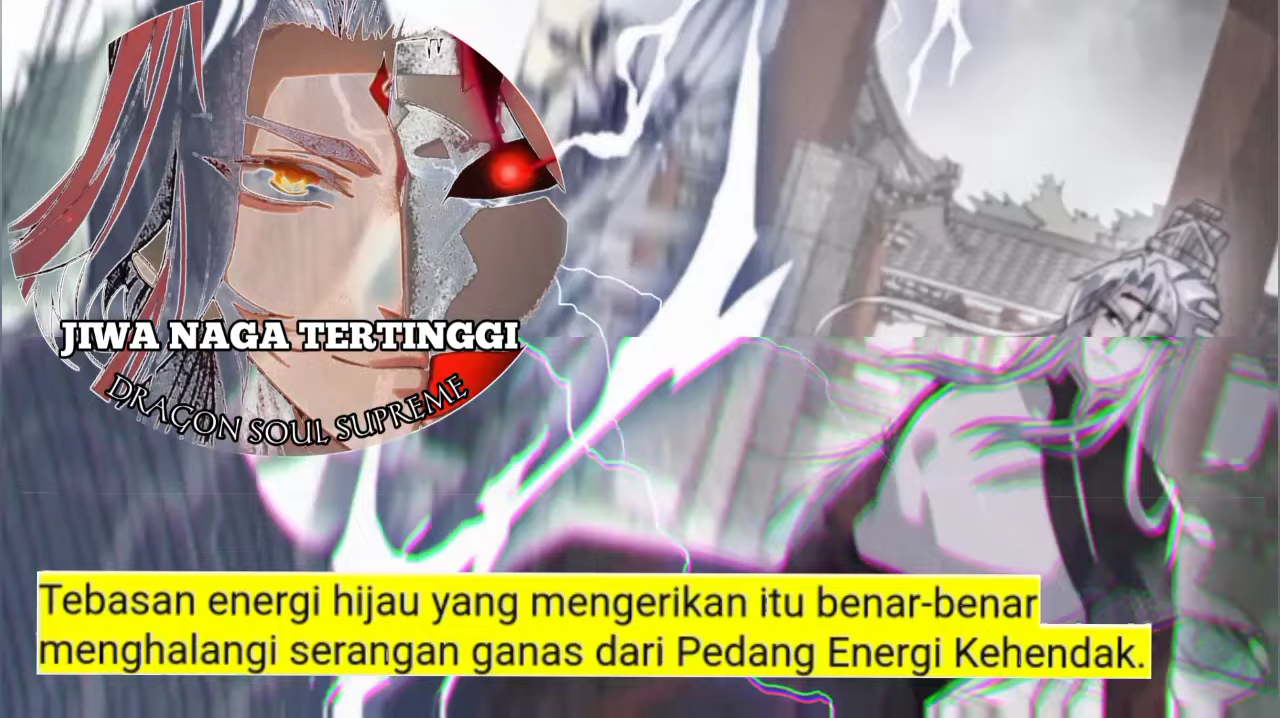 JIWA NAGA TERTINGGI
DRAGON SOUL SUPREME
Tebasan energi hijau yang mengerikan itu benar-benar
menghalangi serangan ganas dari Pedang Energi Kehendak.